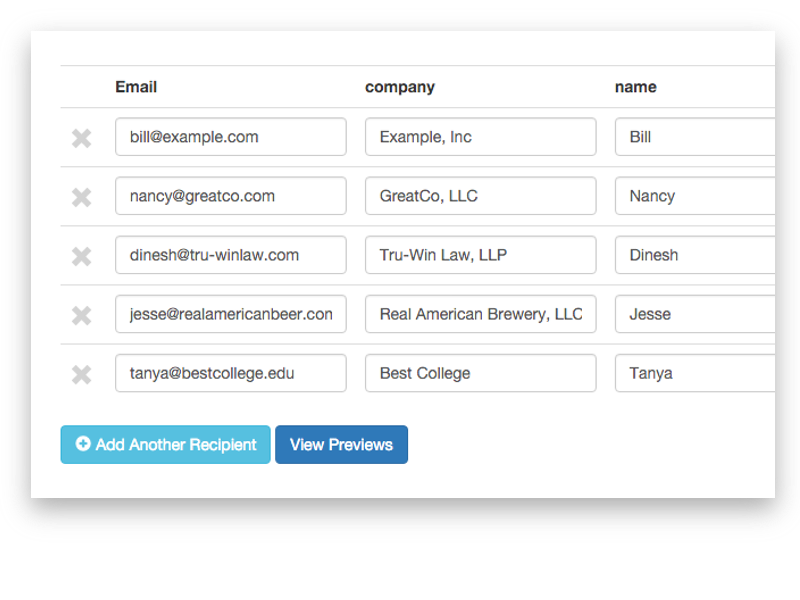 Email company name
bill@example.com Example, Inc Bill
nancy@greatco.com GreatCo, LLC Nancy
dinesh@tru-winlaw.com Tru-Win Law, LLP Dinesh
jesse@realamericanbeer.con Real American Brewery, LLC Jesse
tanya@bestcollege.edu Best College Tanya
Add Another Recipient View Previews